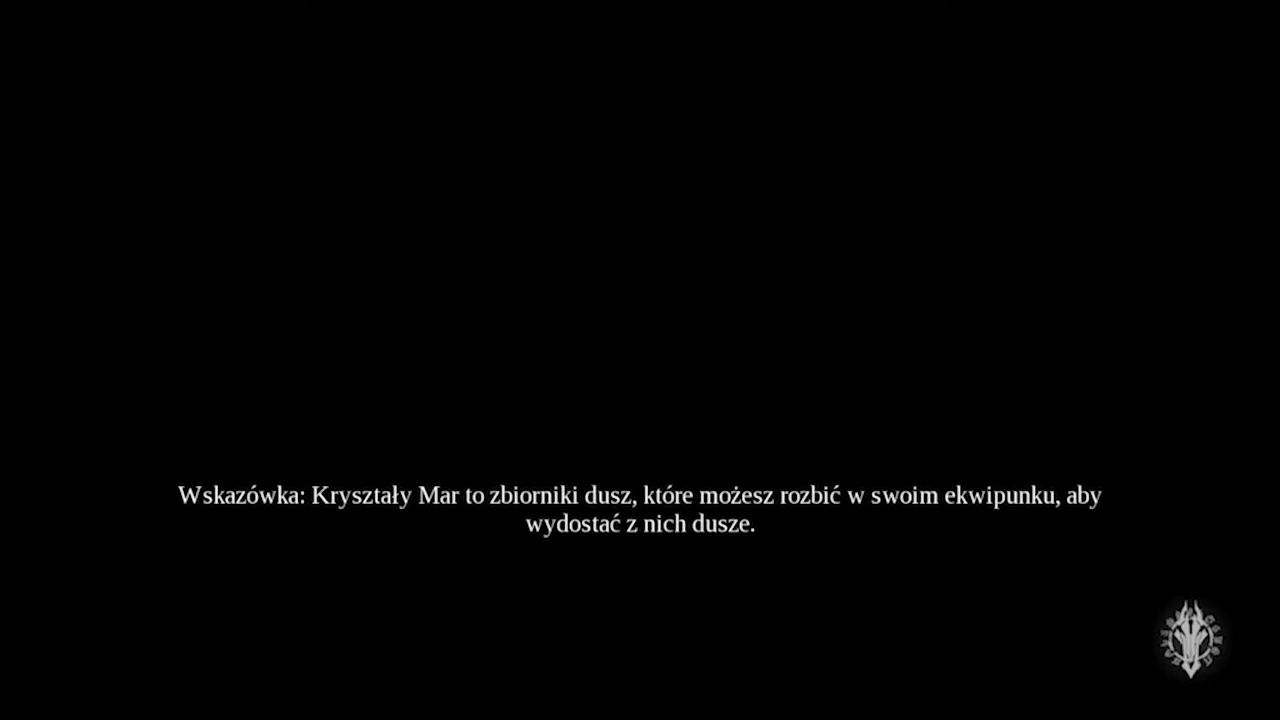 Wskazówka: Kryształy Mar to zbiorniki dusz, które możesz rozbić w swoim ekwipunku, aby
wydostać z nich dusze.